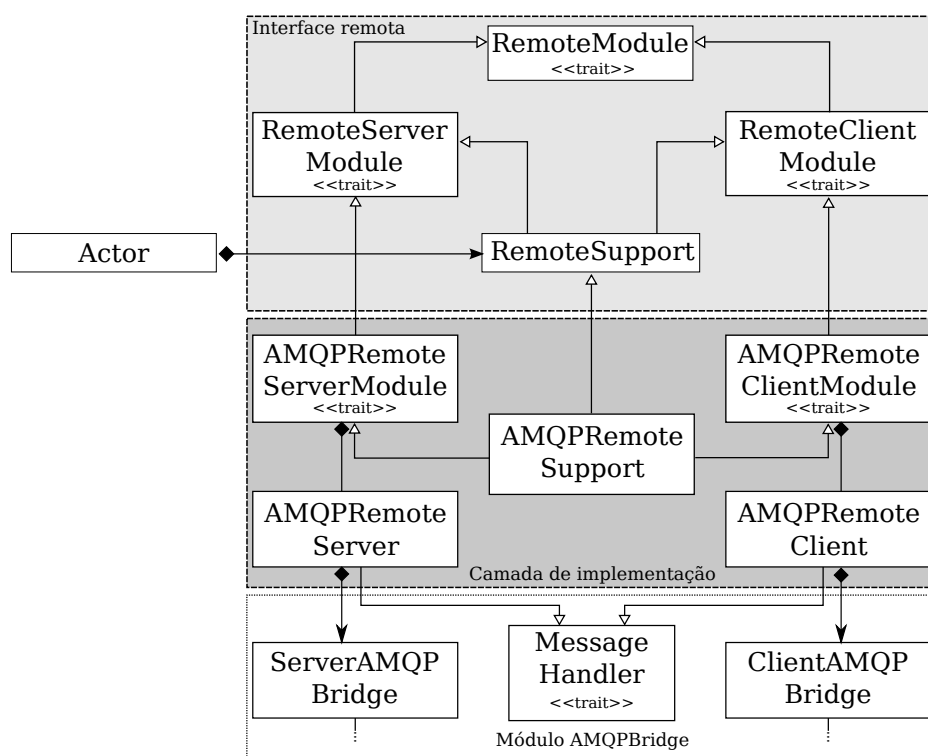 Interface remota
RemoteModule
<<trait>>
RemoteServer
Module
<<trait>>
RemoteClient
Module
<<trait>>
Actor
RemoteSupport
AMQPRemote
ServerModule
<<trait>>
AMQPRemote
ClientModule
<<trait>>
AMQPRemote
Support
AMQPRemote
Server
AMQPRemote
Client
Camada de implementação
ServerAMQP
Bridge
Message
Handler
<<trait>>
ClientAMQP
Bridge
Módulo AMQPBridge